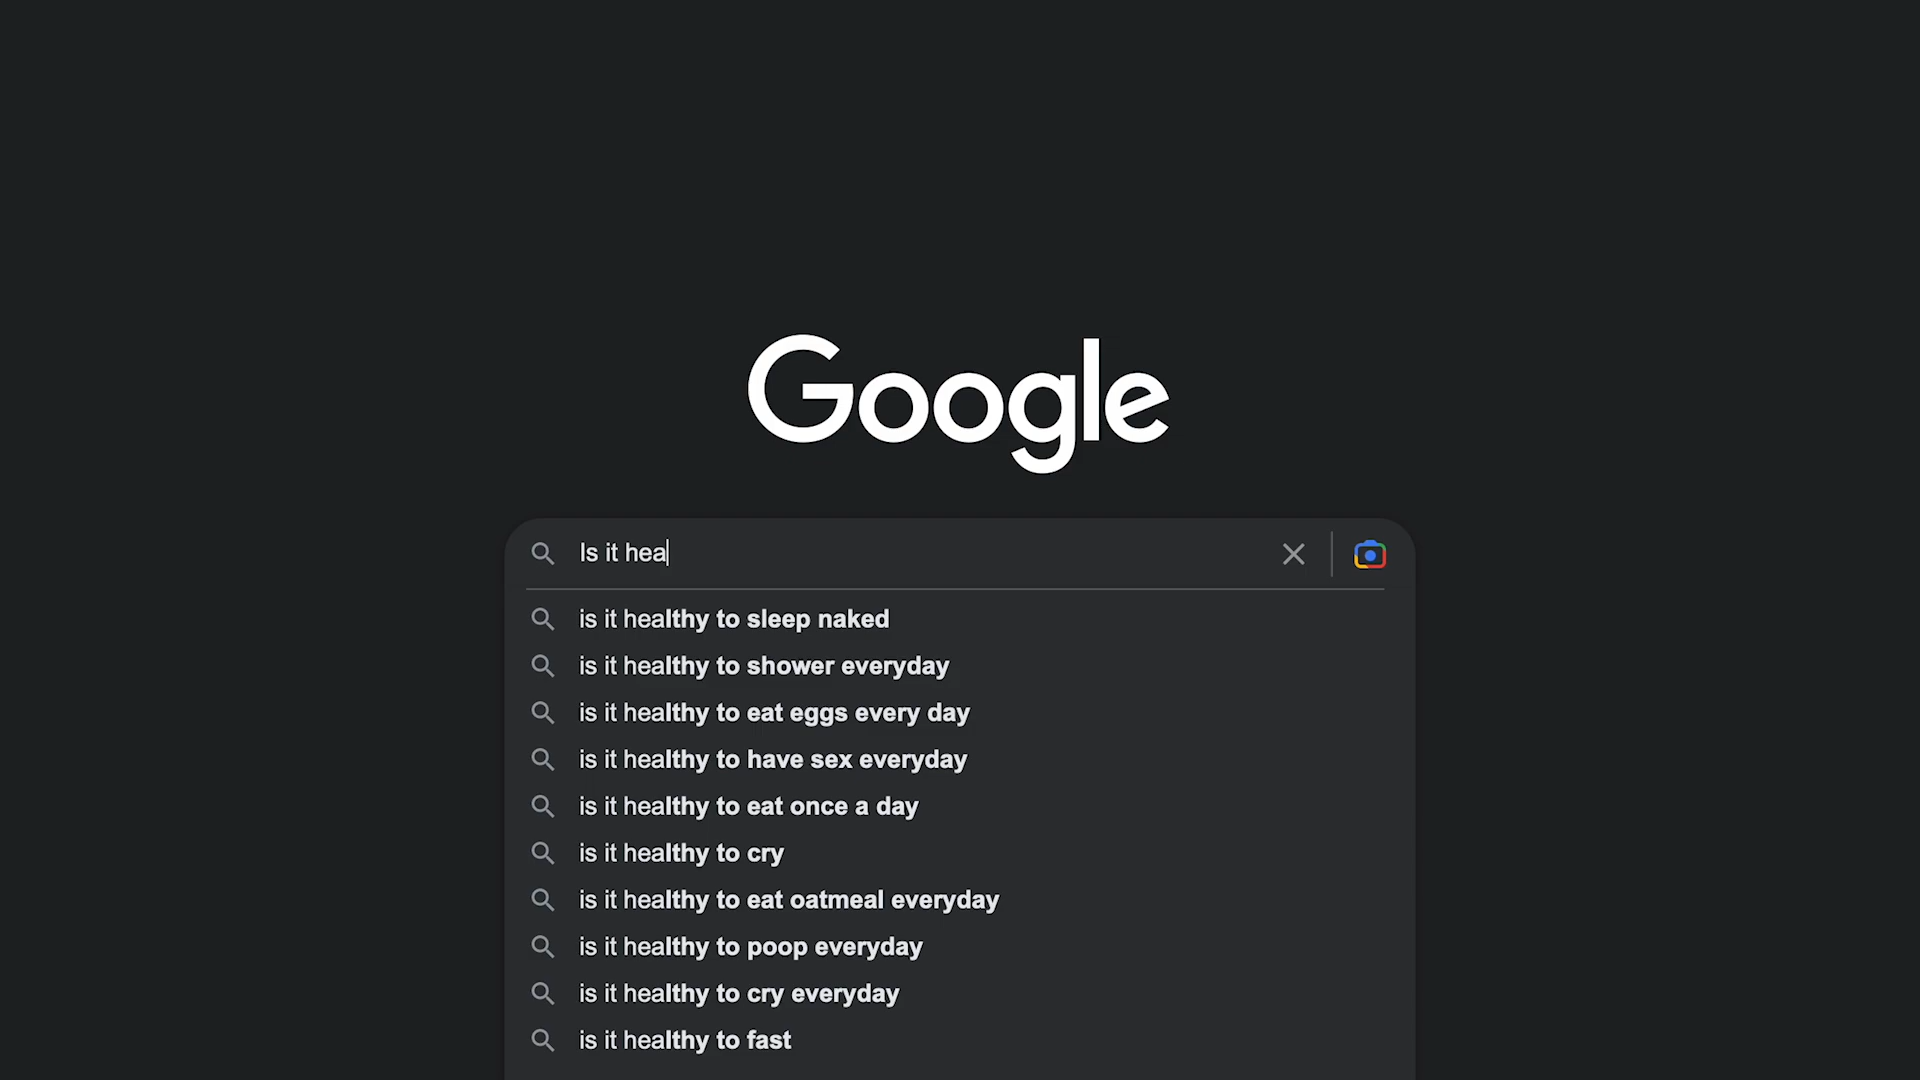 Google
Is it hea
is it healthy to sleep naked
is it healthy to shower everyday
is it healthy to eat eggs every day
is it healthy to have sex everyday
is it healthy to eat once a day
is it healthy to cry
is it healthy to eat oatmeal everyday
is it healthy to poop everyday
is it healthy to cry everyday
is it healthy to fast